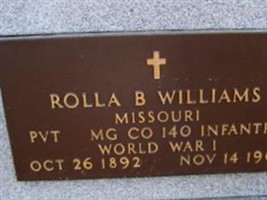 ROLLA B WILLIAMS
MISSOURI
PVT MG CO 140 INFANT
WORLD WAR I
OCT 26 1892 NOV 14 19